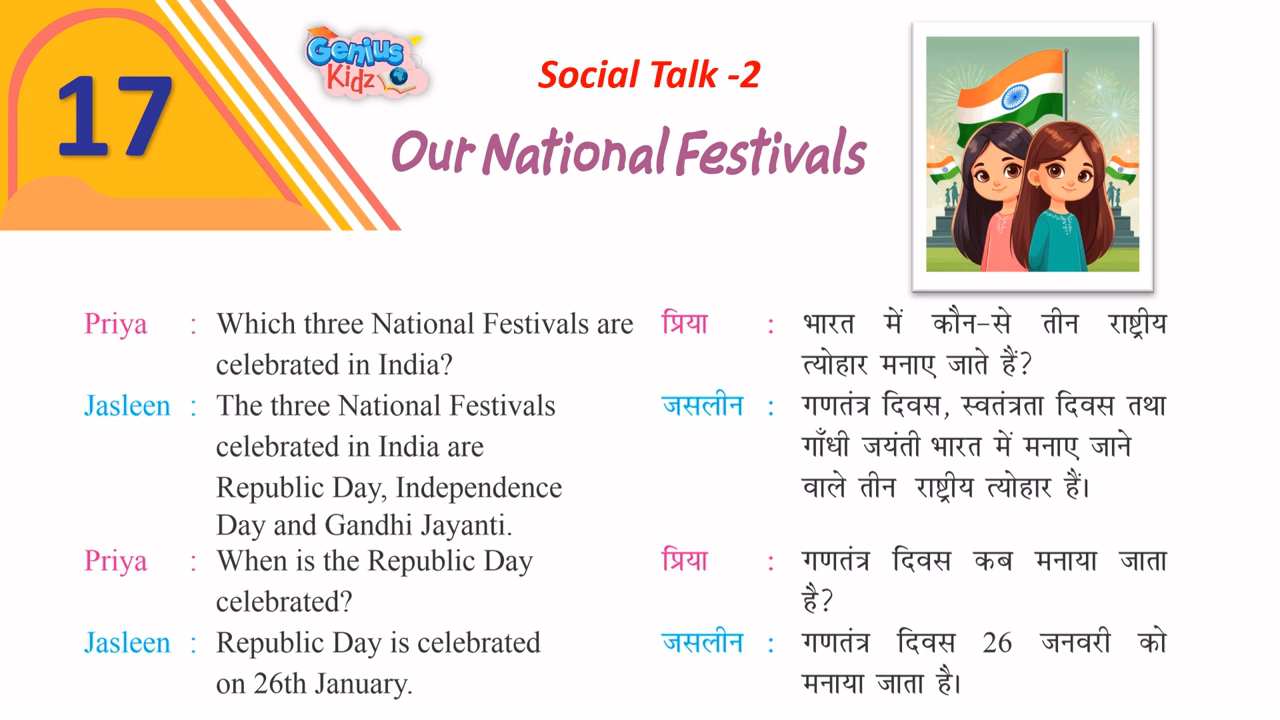 17
Genius
Kidz
Social Talk -2
Our National Festivals
Priya : Which three National Festivals are
celebrated in India?
Jasleen : The three National Festivals
celebrated in India are
Republic Day, Independence
Day and Gandhi Jayanti.
Priya : When is the Republic Day
celebrated?
Jasleen : Republic Day is celebrated
on 26th January.
प्रिया : भारत में कौन-से तीन राष्ट्रीय
त्योहार मनाए जाते हैं?
जसलीन : गणतंत्र दिवस, स्वतंत्रता दिवस तथा
गाँधी जयंती भारत में मनाए जाने
वाले तीन राष्ट्रीय त्योहार हैं।
प्रिया : गणतंत्र दिवस कब मनाया जाता
है?
जसलीन : गणतंत्र दिवस 26 जनवरी को
मनाया जाता है।